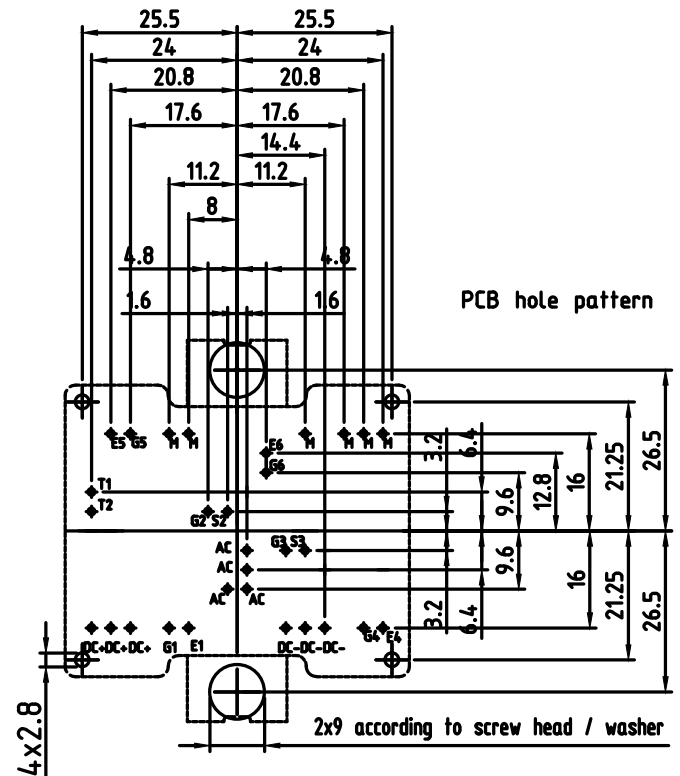 25.5 25.5
24 24
20.8 20.8
17.6 17.6
14.4
11.2 11.2
8
4.8 4.8
1.6 1.6
PCB hole pattern
E5 G5 M M M M M M
E6
G6
T1
T2
G2 S2
3.2
6.4
9.6
12.8
16
21.25
26.5
G3 S3
AC
AC
AC AC
3.2
6.4
9.6
16
21.25
26.5
DC+ DC+ DC+ G1 E1 DC- DC- DC- G4 E4
4x2.8
2x9 according to screw head / washer